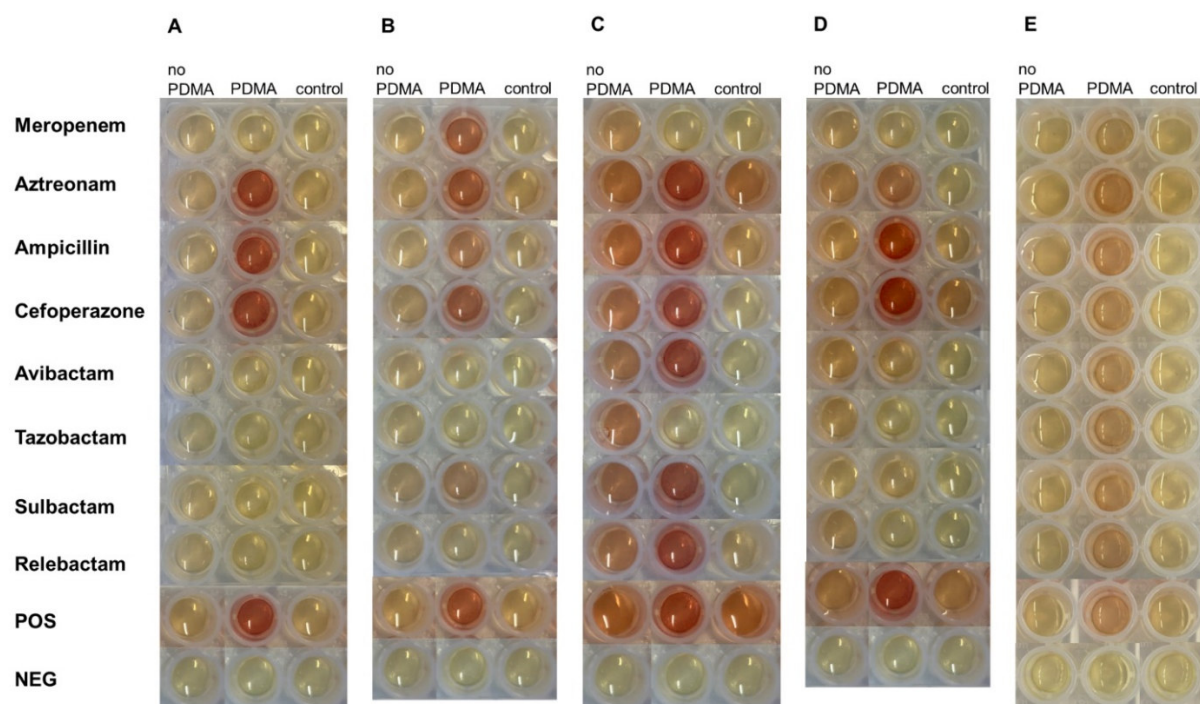 A B C D E
no no no no no
PDMA PDMA control PDMA PDMA control PDMA PDMA control PDMA PDMA control PDMA PDMA control
Meropenem
Aztreonam
Ampicillin
Cefoperazone
Avibactam
Tazobactam
Sulbactam
Relebactam
POS
NEG